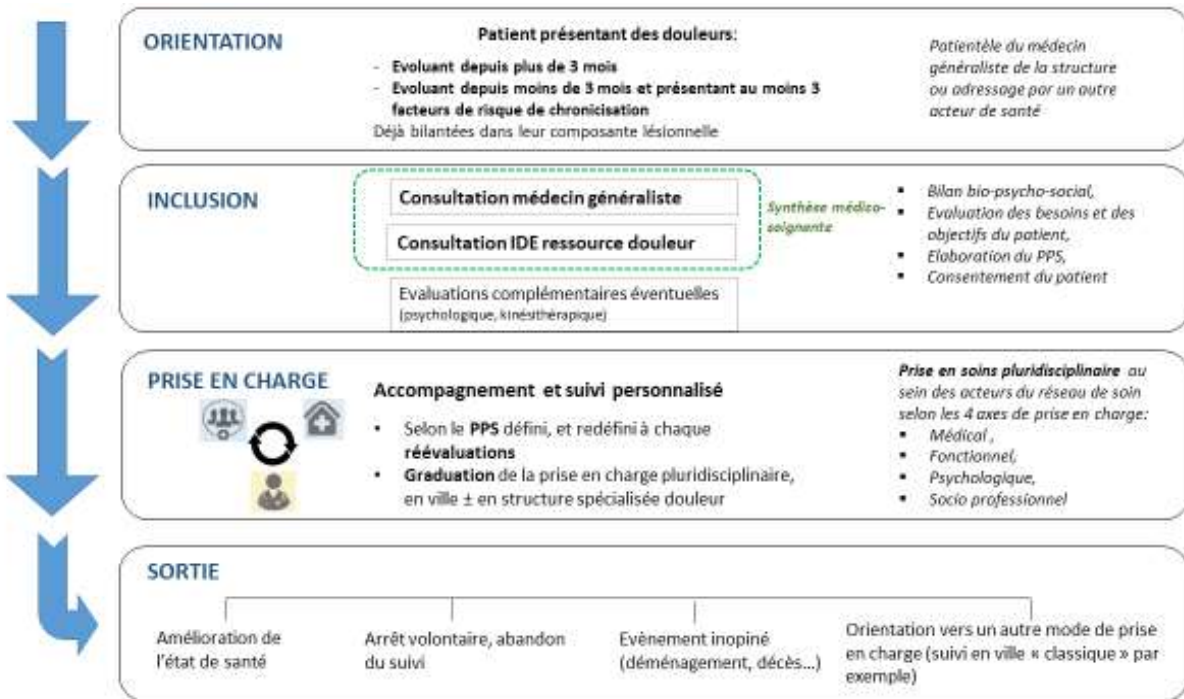 ORIENTATION
Patient présentant des douleurs:
- Evoluant depuis plus de 3 mois
- Evoluant depuis moins de 3 mois et présentant au moins 3
facteurs de risque de chronicisation
Déjà bilantées dans leur composante lésionnelle
Patientèle du médecin
généraliste de la structure
ou adressage par un autre
acteur de santé
INCLUSION
Consultation médecin généraliste
Consultation IDE ressource douleur
Synthèse médico-
soignante
Evaluations complémentaires éventuelles
(psychologique, kinésithérapique)
▪ Bilan bio-psycho-social,
▪ Evaluation des besoins et des
objectifs du patient,
▪ Elaboration du PPS,
▪ Consentement du patient
PRISE EN CHARGE
Accompagnement et suivi personnalisé
• Selon le PPS défini, et redéfini à chaque
réévaluations
• Graduation de la prise en charge pluridisciplinaire,
en ville ± en structure spécialisée douleur
Prise en soins pluridisciplinaire au
sein des acteurs du réseau de soin
selon les 4 axes de prise en charge:
▪ Médical ,
▪ Fonctionnel,
▪ Psychologique,
▪ Socio professionnel
SORTIE
Amélioration de
l'état de santé
Arrêt volontaire, abandon
du suivi
Evènement inopiné
(déménagement, décès...)
Orientation vers un autre mode de prise
en charge (suivi en ville « classique » par
exemple)